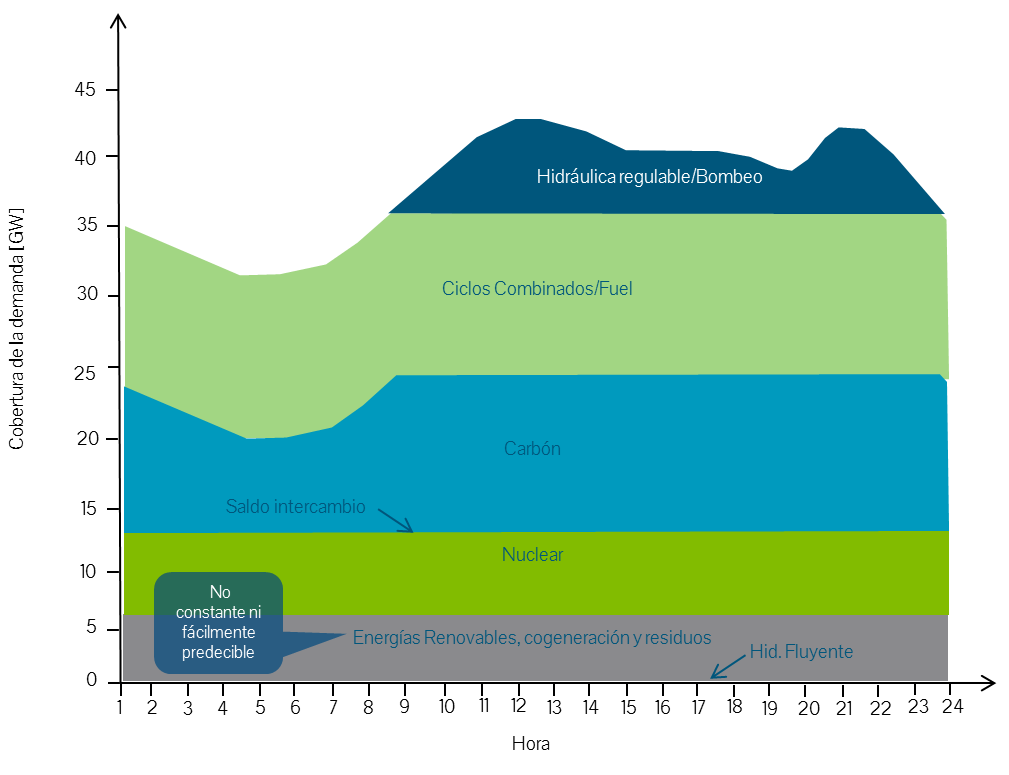 Cobertura de la demanda [GW]
45
40
35
30
25
20
15
10
5
0
Hidráulica regulable/Bombeo
Ciclos Combinados/Fuel
Carbón
Saldo intercambio
Nuclear
No
constante ni
fácilmente
predecible
Energías Renovables, cogeneración y residuos
Hid. Fluyente
1 2 3 4 5 6 7 8 9 10 11 12 13 14 15 16 17 18 19 20 21 22 23 24
Hora